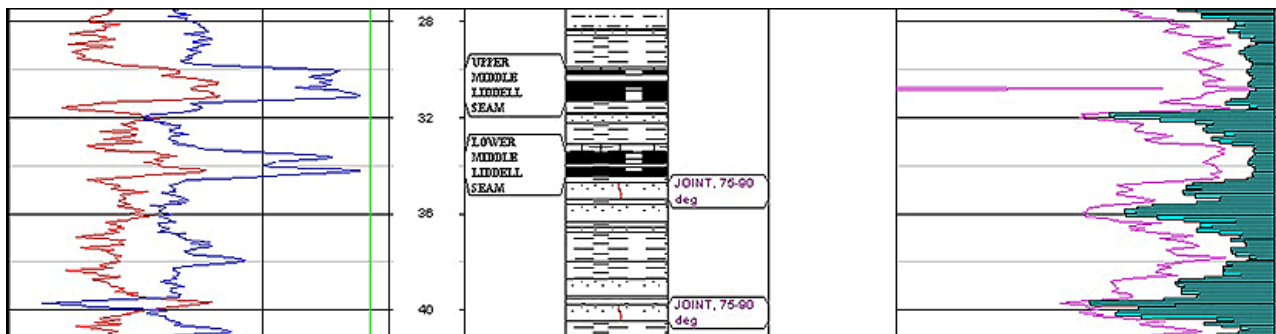 28
UPPER
MIDDLE
LIDDELL
SEAM
32
LOWER
MIDDLE
LIDDELL
SEAM
JOINT, 75-90
deg
36
40
JOINT, 75-90
deg